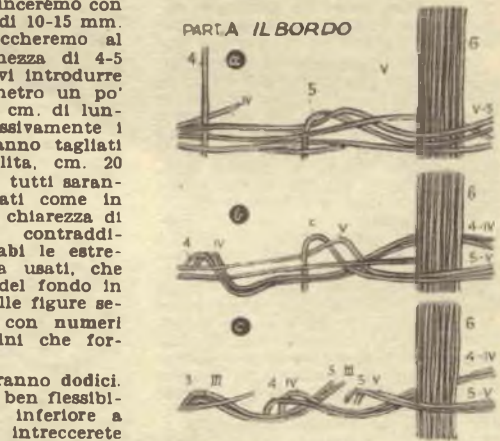 inceremo con
di 10-15 mm.
ccheremo al
nezza di 4-5
vi introdurre
metro un po'
cm. di lun-
ssivamente i
anno tagliati
lita, cm. 20
tutti saran-
ati come in
chiarezza di
contraddi-
abi le estre-
a usati, che
del fondo in
lle figure se-
con numeri
ini che for-
ranno dodici.
ben flessibi-
inferiore a
intreccerete
PART. A IL BORDO
a
4
IV
5
V
6
V-5
b
4
IV
V
6
4-IV
5-V
c
3
III
4
IV
5
III
5
V
6
4-IV
5-V